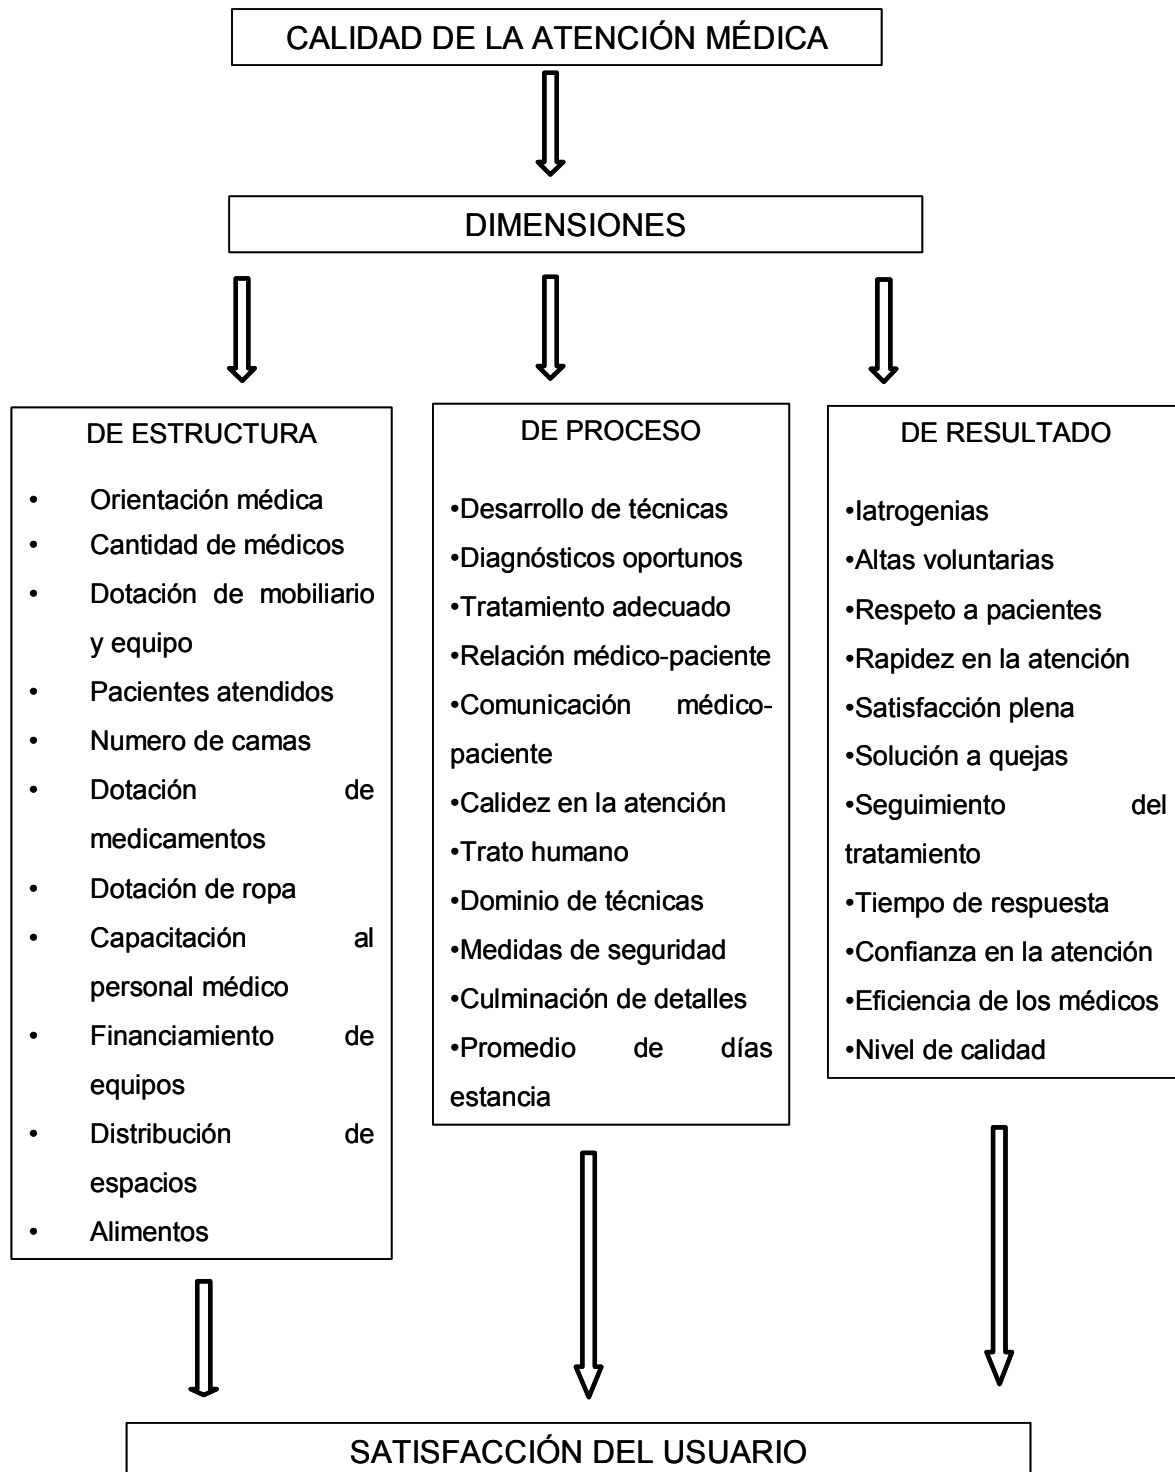 CALIDAD DE LA ATENCIÓN MÉDICA
DIMENSIONES
DE ESTRUCTURA
• Orientación médica
• Cantidad de médicos
• Dotación de mobiliario
y equipo
• Pacientes atendidos
• Numero de camas
• Dotación de
medicamentos
• Dotación de ropa
• Capacitación al
personal médico
• Financiamiento de
equipos
• Distribución de
espacios
• Alimentos
DE PROCESO
•Desarrollo de técnicas
•Diagnósticos oportunos
•Tratamiento adecuado
•Relación médico-paciente
•Comunicación médico-
paciente
•Calidez en la atención
•Trato humano
•Dominio de técnicas
•Medidas de seguridad
•Culminación de detalles
•Promedio de días
estancia
DE RESULTADO
•Iatrogenias
•Altas voluntarias
•Respeto a pacientes
•Rapidez en la atención
•Satisfacción plena
•Solución a quejas
•Seguimiento del
tratamiento
•Tiempo de respuesta
•Confianza en la atención
•Eficiencia de los médicos
•Nivel de calidad
SATISFACCIÓN DEL USUARIO